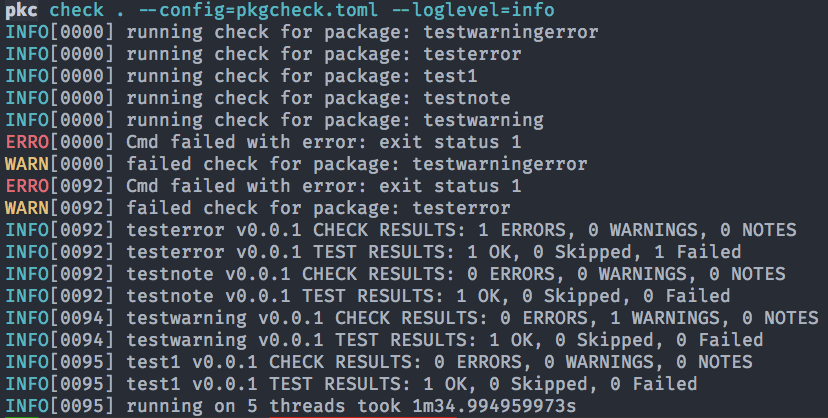 pkc check . --config=pkgcheck.toml --loglevel=info
INFO[0000] running check for package: testwarningerror
INFO[0000] running check for package: testerror
INFO[0000] running check for package: test1
INFO[0000] running check for package: testnote
INFO[0000] running check for package: testwarning
ERRO[0000] Cmd failed with error: exit status 1
WARN[0000] failed check for package: testwarningerror
ERRO[0092] Cmd failed with error: exit status 1
WARN[0092] failed check for package: testerror
INFO[0092] testerror v0.0.1 CHECK RESULTS: 1 ERRORS, 0 WARNINGS, 0 NOTES
INFO[0092] testerror v0.0.1 TEST RESULTS: 1 OK, 0 Skipped, 1 Failed
INFO[0092] testnote v0.0.1 CHECK RESULTS: 0 ERRORS, 0 WARNINGS, 0 NOTES
INFO[0092] testnote v0.0.1 TEST RESULTS: 1 OK, 0 Skipped, 0 Failed
INFO[0094] testwarning v0.0.1 CHECK RESULTS: 0 ERRORS, 1 WARNINGS, 0 NOTES
INFO[0094] testwarning v0.0.1 TEST RESULTS: 1 OK, 0 Skipped, 0 Failed
INFO[0095] test1 v0.0.1 CHECK RESULTS: 0 ERRORS, 0 WARNINGS, 0 NOTES
INFO[0095] test1 v0.0.1 TEST RESULTS: 1 OK, 0 Skipped, 0 Failed
INFO[0095] running on 5 threads took 1m34.994959973s